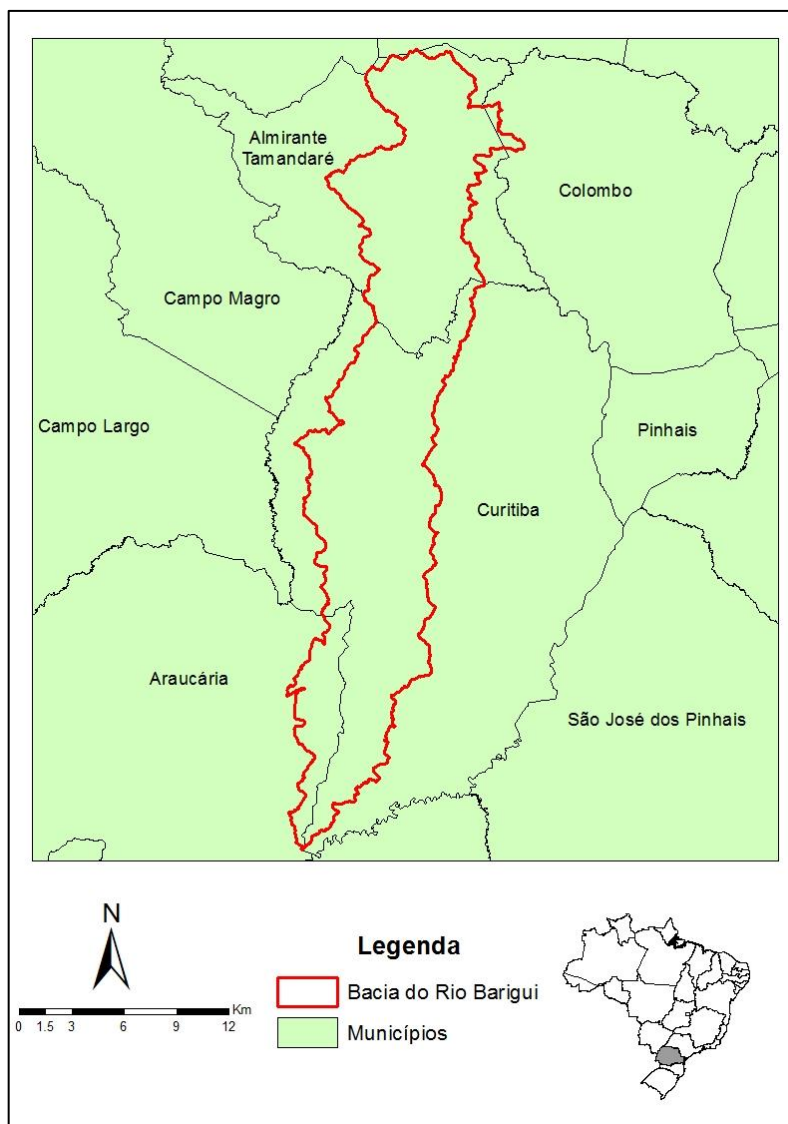 Almirante
Tamandaré
Colombo
Campo Magro
Campo Largo
Pinhais
Curitiba
Araucária
São José dos Pinhais
N
Km
0 1.5 3 6 9 12
Legenda
Bacia do Rio Barigui
Municípios